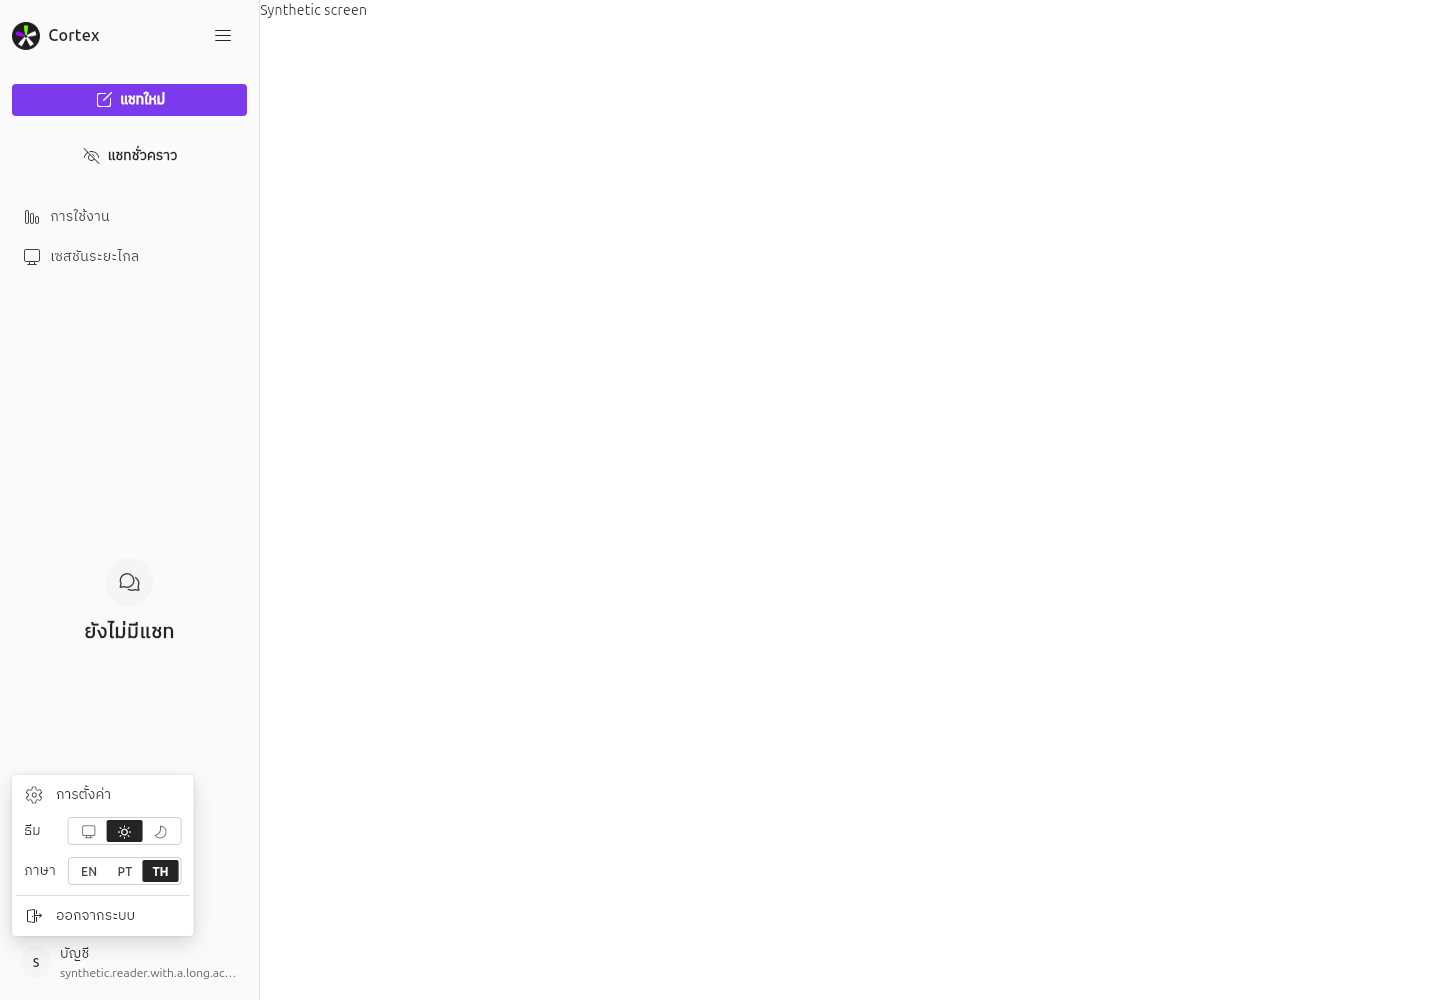 Cortex
Synthetic screen
แชทใหม่
แชทชั่วคราว
การใช้งาน
เซสชันระยะไกล
ยังไม่มีแชท
การตั้งค่า
ธีม
ภาษา EN PT TH
ออกจากระบบ
S
บัญชี
synthetic.reader.with.a.long.ac...